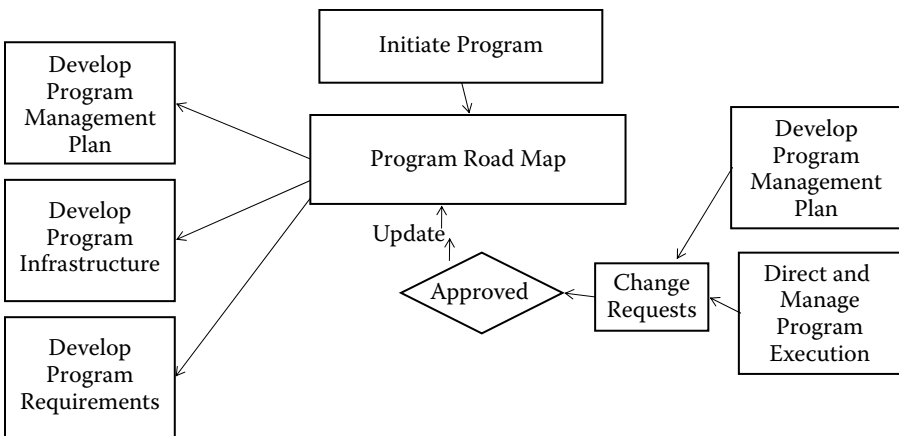 Initiate Program
Develop
Program
Management
Plan
Program Road Map
Develop
Program
Management
Plan
Develop
Program
Infrastructure
Update
Approved
Change
Requests
Direct and
Manage
Program
Execution
Develop
Program
Requirements